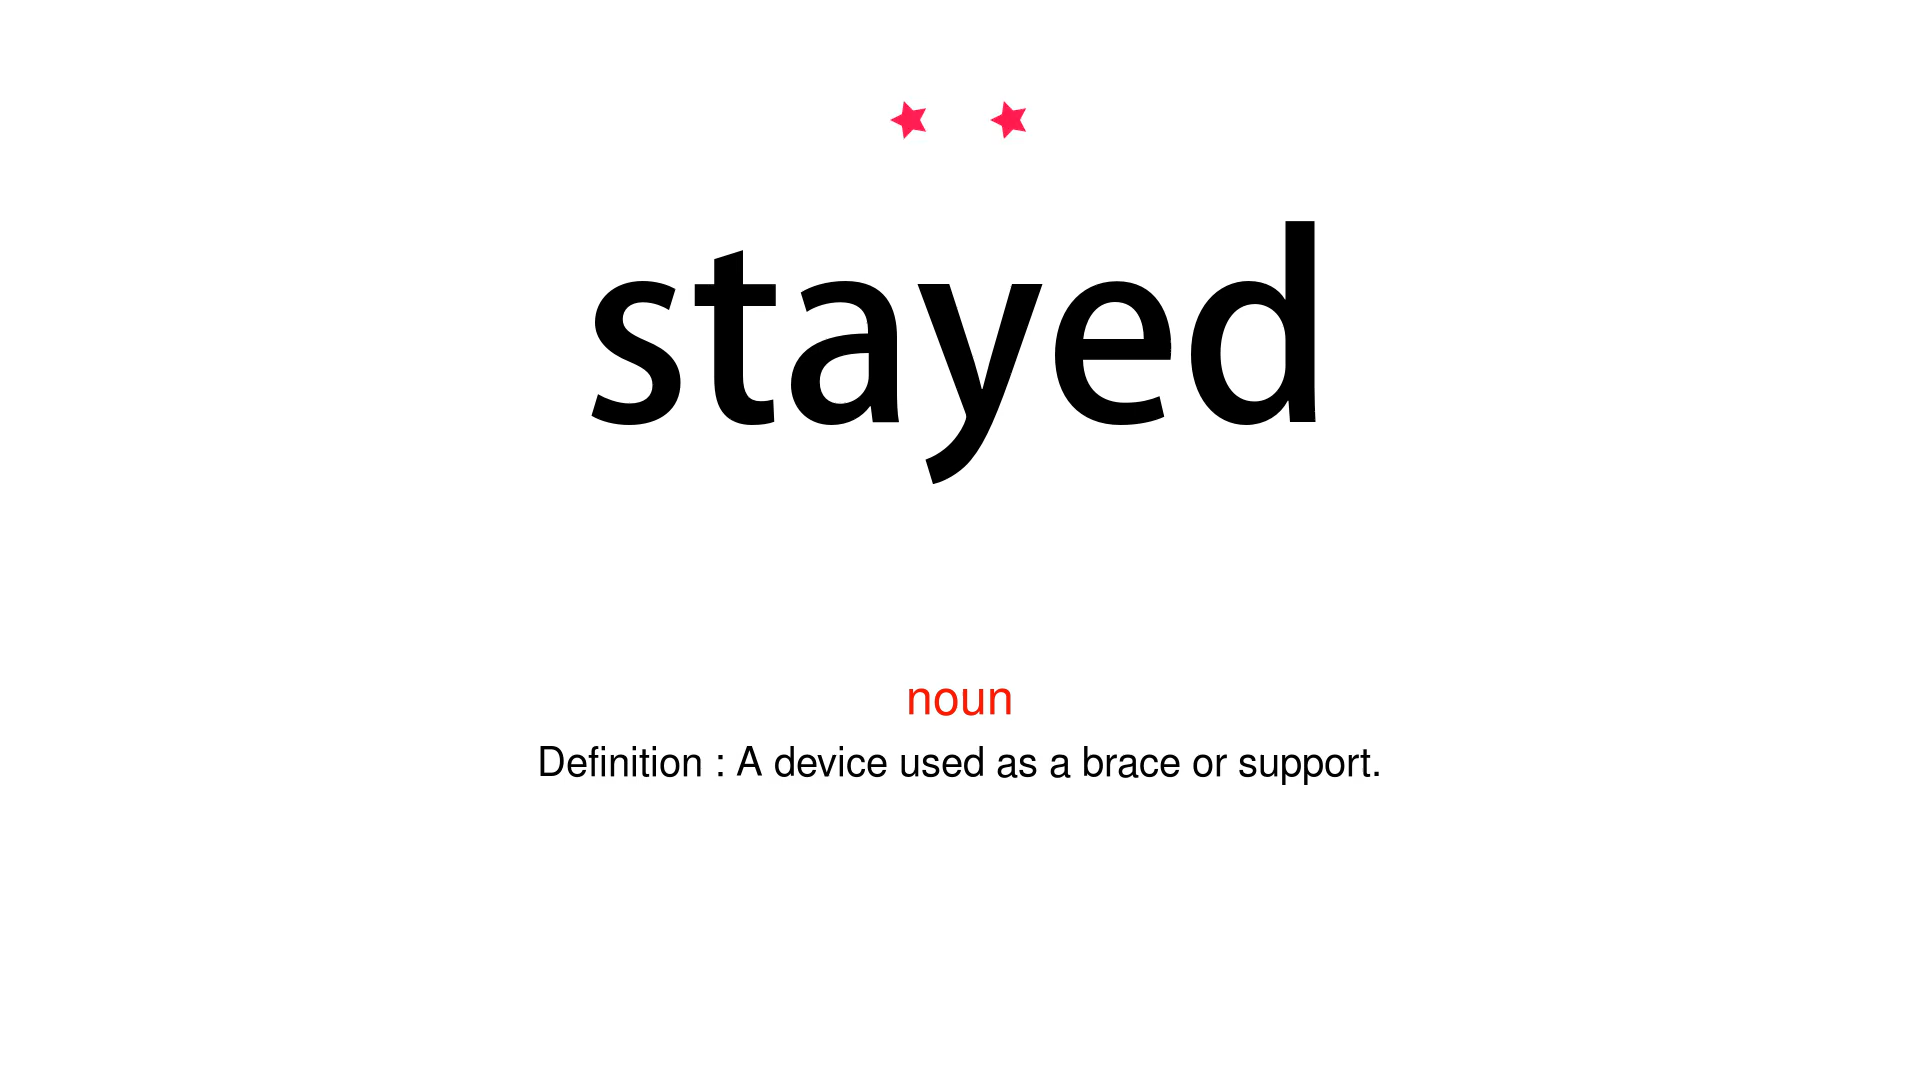 stayed
noun
Definition : A device used as a brace or support.